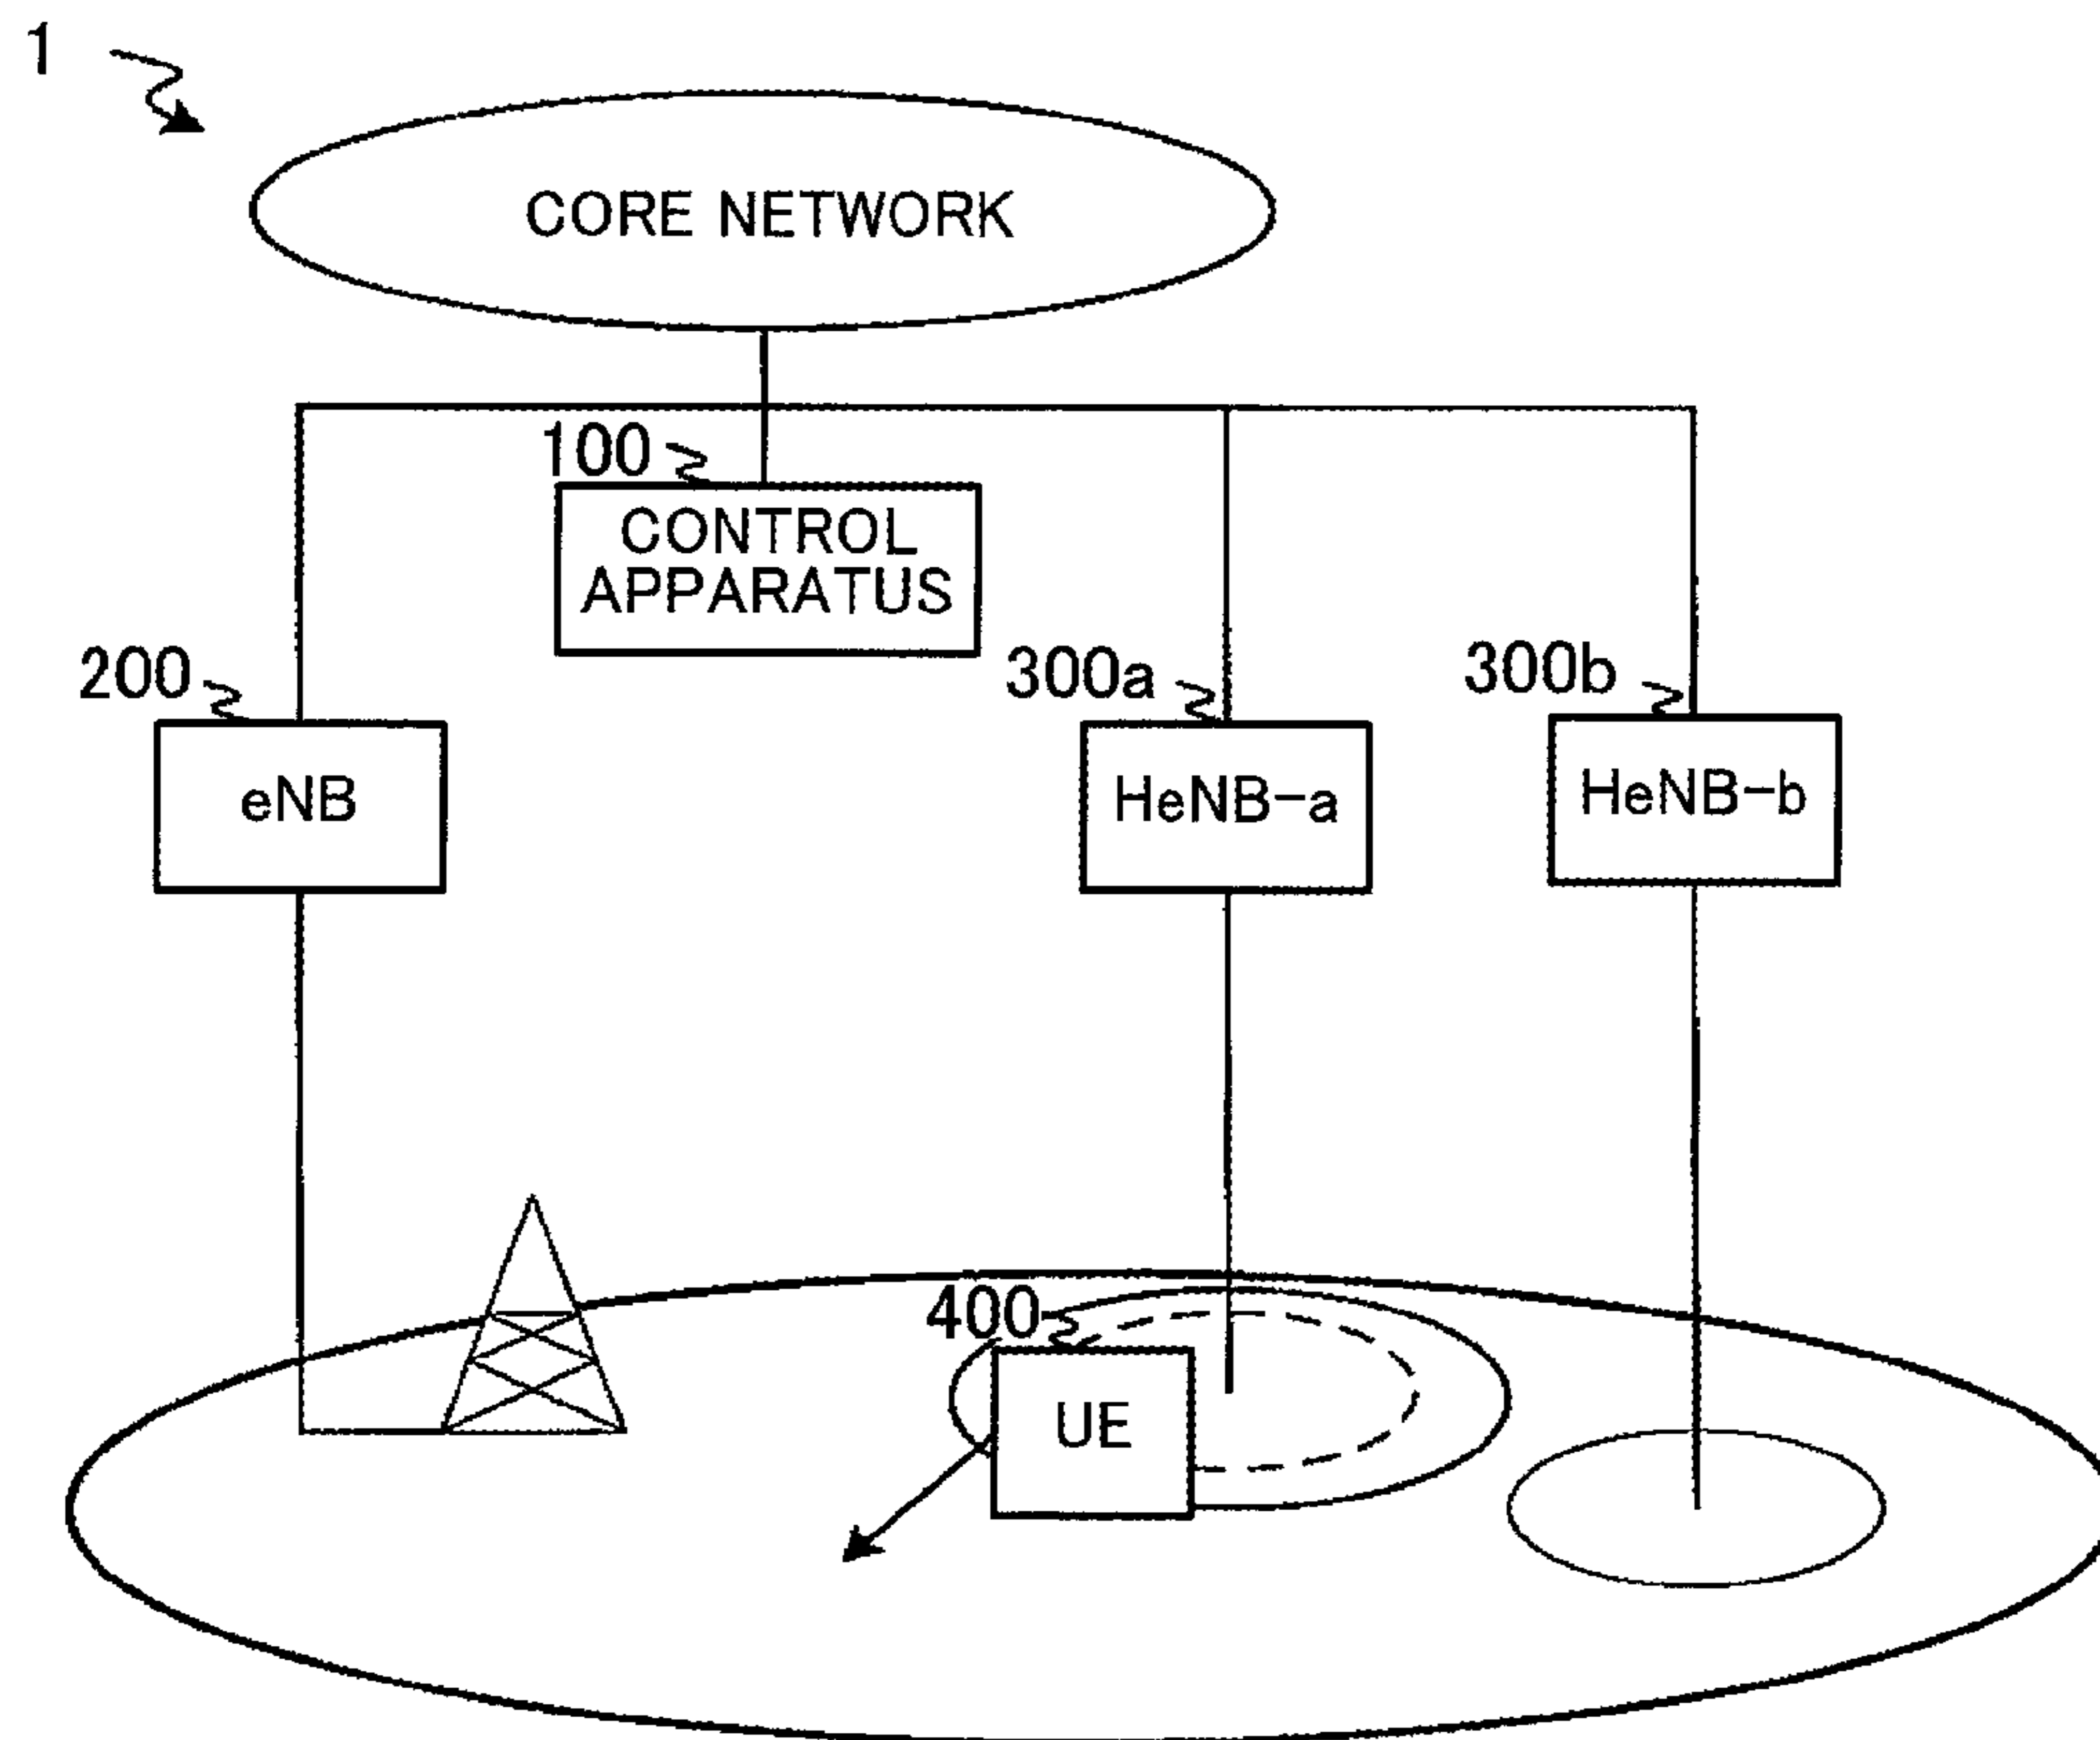 1
CORE NETWORK
100
CONTROL
APPARATUS
200
300a
300b
eNB
HeNB-a
HeNB-b
400
UE